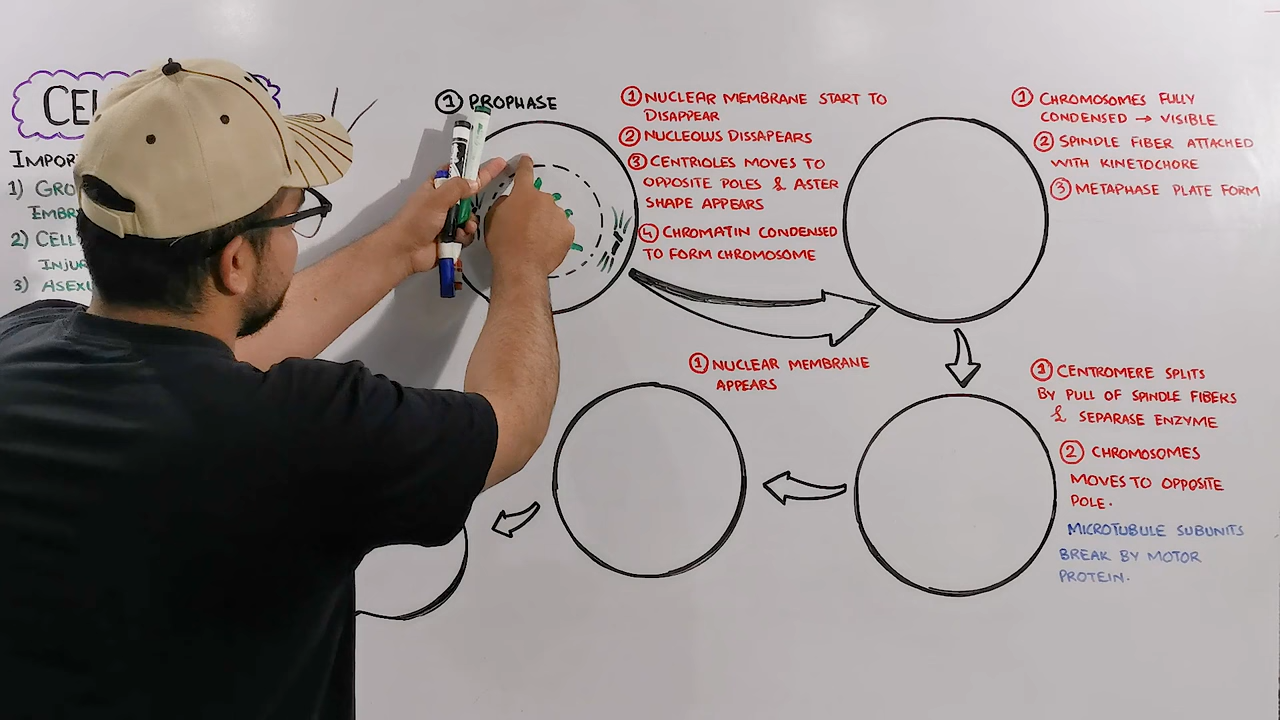 CEL
IMPOR
1) GRO
EMBR
2) CELL
INJU
3) ASEXU
① PROPHASE
① NUCLEAR MEMBRANE START TO
DISAPPEAR
② NUCLEOLUS DISSAPEARS
③ CENTRIOLES MOVES TO
OPPOSITE POLES & ASTER
SHAPE APPEARS
④ CHROMATIN CONDENSED
TO FORM CHROMOSOME
① CHROMOSOMES FULLY
CONDENSED → VISIBLE
② SPINDLE FIBER ATTACHED
WITH KINETOCHORE
③ METAPHASE PLATE FORM
① NUCLEAR MEMBRANE
APPEARS
① CENTROMERE SPLITS
BY PULL OF SPINDLE FIBERS
& SEPARASE ENZYME
② CHROMOSOMES
MOVES TO OPPOSITE
POLE.
MICROTUBULE SUBUNITS
BREAK BY MOTOR
PROTEIN.